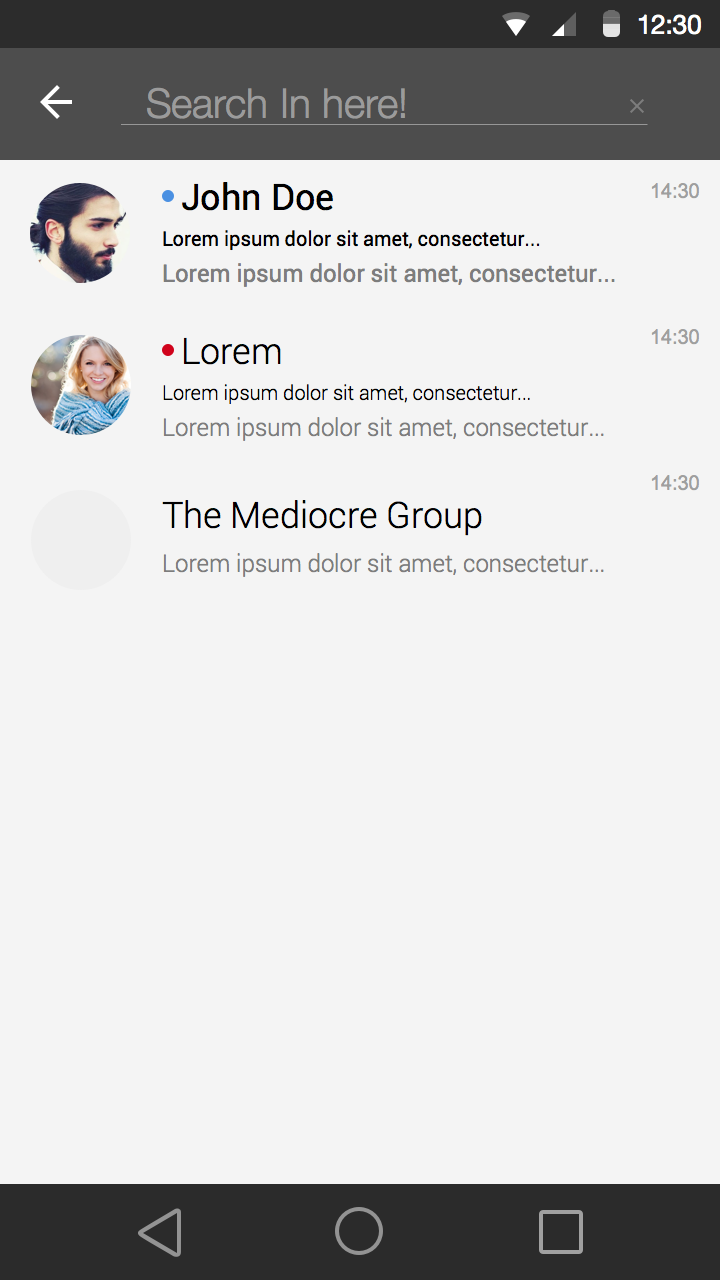 12:30
Search In here!
John Doe
14:30
Lorem ipsum dolor sit amet, consectetur...
Lorem ipsum dolor sit amet, consectetur...
Lorem
14:30
Lorem ipsum dolor sit amet, consectetur...
Lorem ipsum dolor sit amet, consectetur...
14:30
The Mediocre Group
Lorem ipsum dolor sit amet, consectetur...